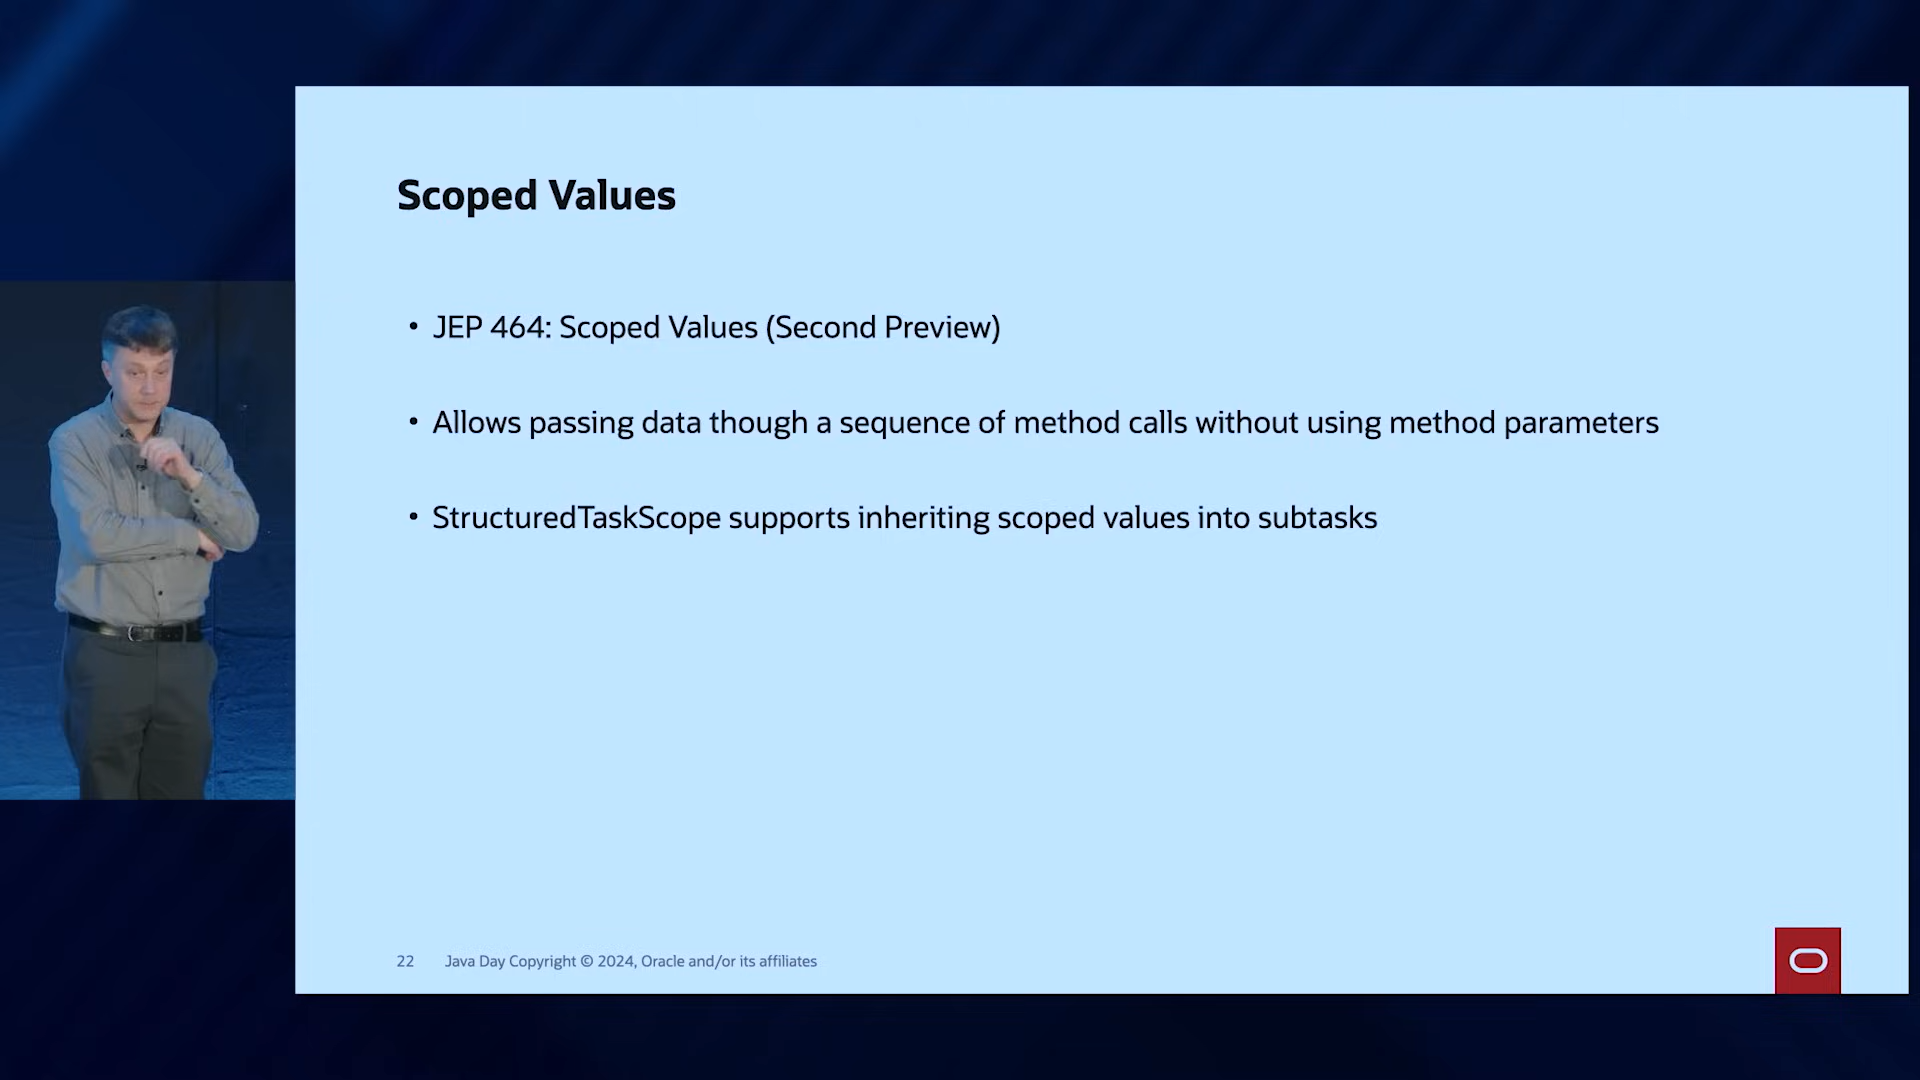 Scoped Values
• JEP 464: Scoped Values (Second Preview)
• Allows passing data though a sequence of method calls without using method parameters
• StructuredTaskScope supports inheriting scoped values into subtasks
22 Java Day Copyright © 2024, Oracle and/or its affiliates